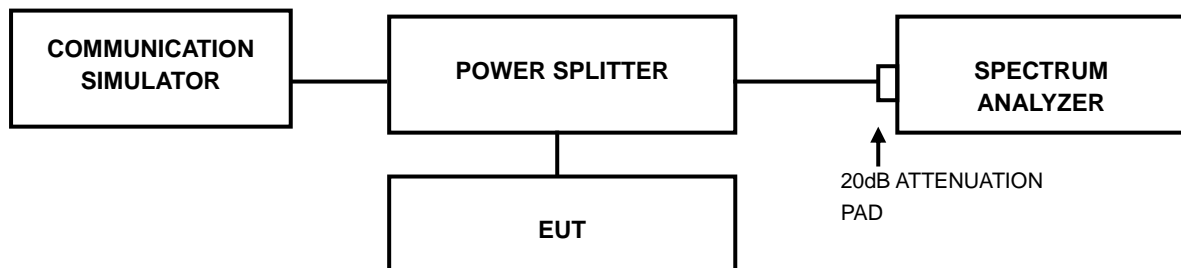 COMMUNICATION
SIMULATOR
POWER SPLITTER
SPECTRUM
ANALYZER
20dB ATTENUATION
PAD
EUT